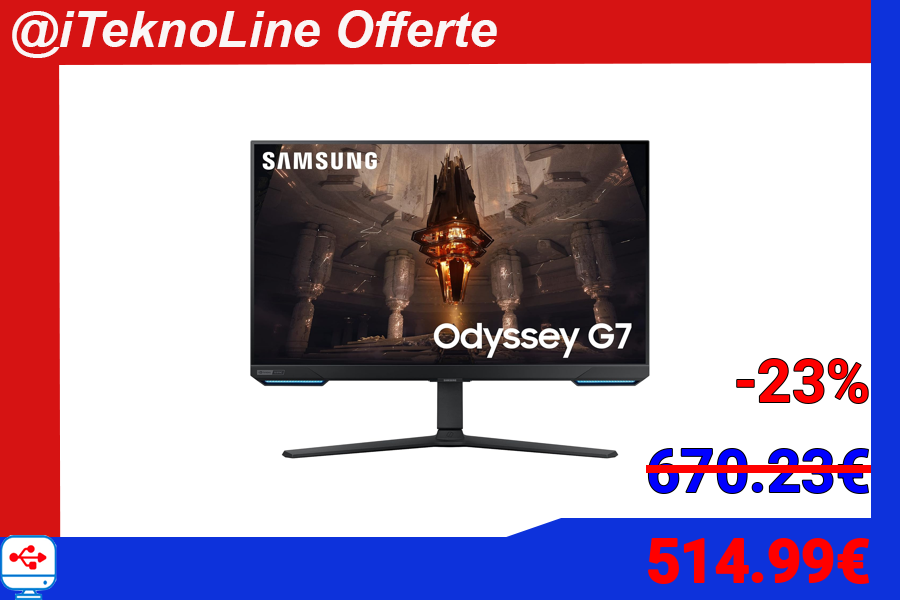 @iTeknoLine Offerte
SAMSUNG
Odyssey G7
-23%
670.23€
514.99€